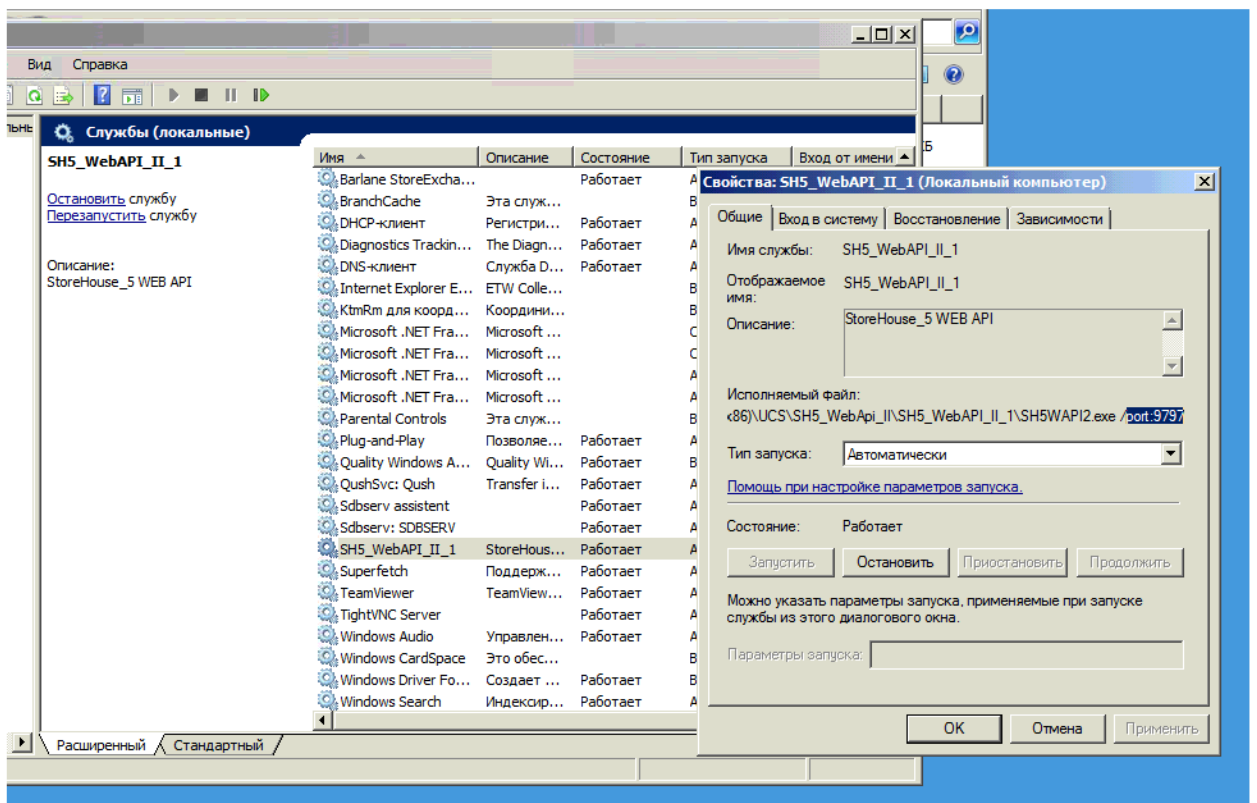 Вид Справка
Службы (локальные)
SH5_WebAPI_II_1
Остановить службу
Перезапустить службу
Описание:
StoreHouse_5 WEB API
Имя Описание Состояние Тип запуска Вход от имени
Barlane StoreExcha... Работает А
BranchCache Эта служ... В
DHCP-клиент Регистри... Работает А
Diagnostics Trackin... The Diagn... Работает А
DNS-клиент Служба D... Работает А
Internet Explorer E... ETW Colle... В
KtmRm для коорд... Координи... В
Microsoft .NET Fra... Microsoft ... О
Microsoft .NET Fra... Microsoft ... О
Microsoft .NET Fra... Microsoft ... А
Microsoft .NET Fra... Microsoft ... А
Parental Controls Эта служ... В
Plug-and-Play Позволяе... Работает А
Quality Windows A... Quality Wi... Работает В
QushSvc: Qush Transfer i... Работает А
Sdbserv assistent Работает А
Sdbserv: SDBSERV Работает А
SH5_WebAPI_II_1 StoreHous... Работает А
Superfetch Поддерж... Работает А
TeamViewer TeamView... Работает А
TightVNC Server Работает А
Windows Audio Управлен... Работает А
Windows CardSpace Это обес... В
Windows Driver Fo... Создает ... Работает В
Windows Search Индексир... Работает А
Расширенный Стандартный
Свойства: SH5_WebAPI_II_1 (Локальный компьютер)
Общие Вход в систему Восстановление Зависимости
Имя службы: SH5_WebAPI_II_1
Отображаемое имя: SH5_WebAPI_II_1
Описание: StoreHouse_5 WEB API
Исполняемый файл:
x86)\UCS\SH5_WebApi_II\SH5_WebAPI_II_1\SH5WAPI2.exe /port:9797
Тип запуска: Автоматически
Помощь при настройке параметров запуска.
Состояние: Работает
Запустить Остановить Приостановить Продолжить
Можно указать параметры запуска, применяемые при запуске
службы из этого диалогового окна.
Параметры запуска:
OK Отмена Применить